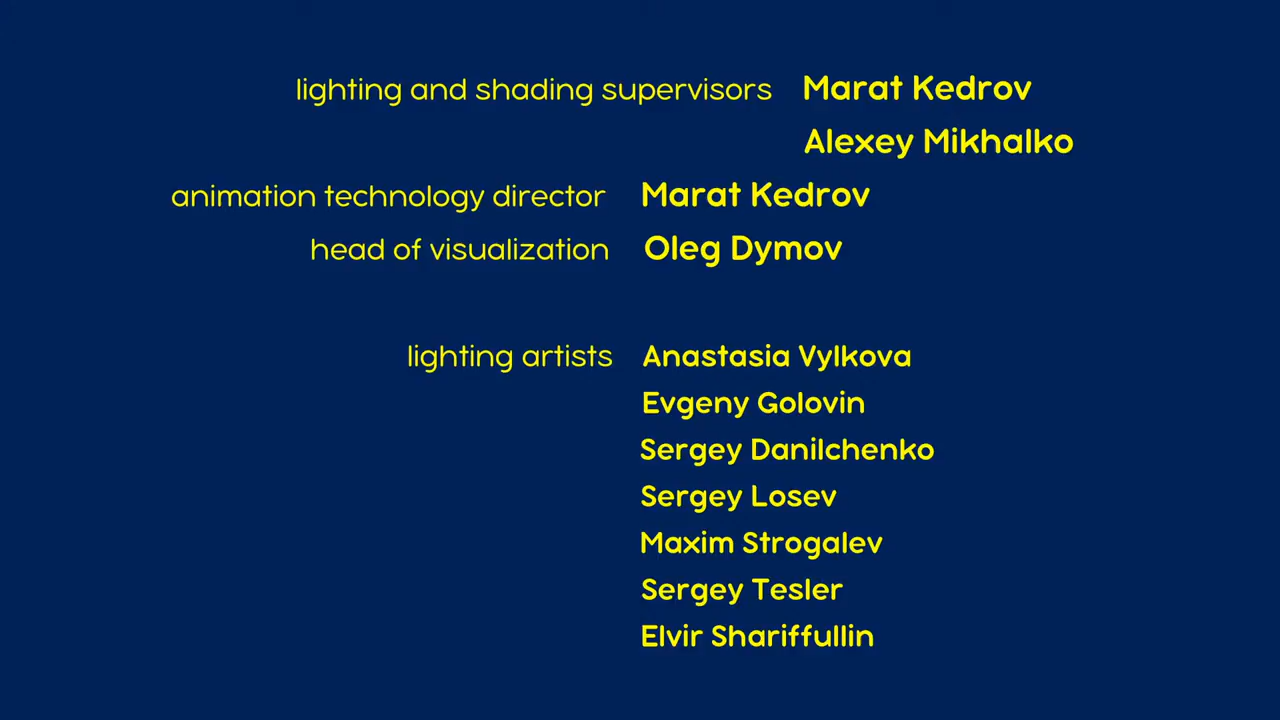 lighting and shading supervisors Marat Kedrov
Alexey Mikhalko
animation technology director Marat Kedrov
head of visualization Oleg Dymov
lighting artists Anastasia Vylkova
Evgeny Golovin
Sergey Danilchenko
Sergey Losev
Maxim Strogalev
Sergey Tesler
Elvir Shariffullin